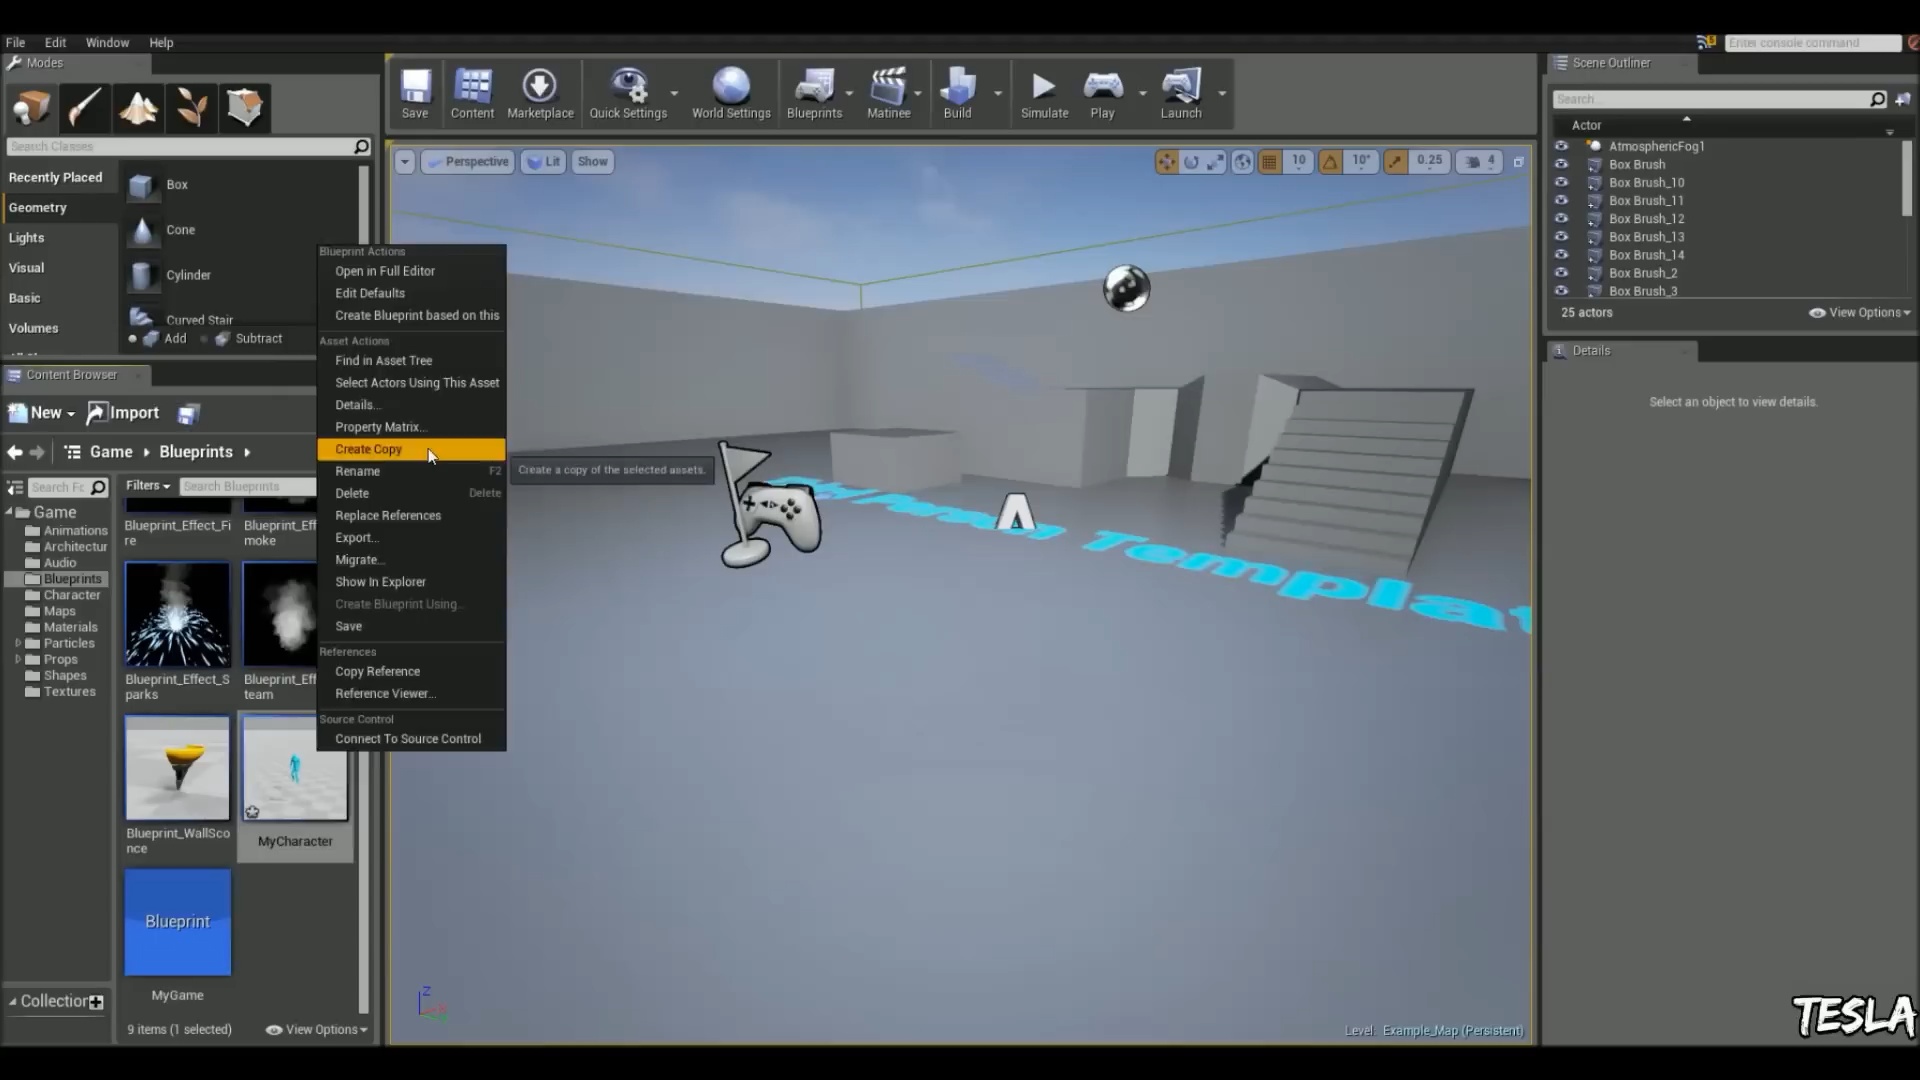 File Edit Window Help
Enter console command
Modes
Search Classes
Recently Placed
Geometry
Lights
Visual
Basic
Volumes
Box
Cone
Cylinder
Curved Stair
Add Subtract
Save
Content
Marketplace
Quick Settings
World Settings
Blueprints
Matinee
Build
Simulate
Play
Launch
Perspective Lit Show
10 10° 0.25 4
Scene Outliner
Search...
Actor
AtmosphericFog1
Box Brush
Box Brush_10
Box Brush_11
Box Brush_12
Box Brush_13
Box Brush_14
Box Brush_2
Box Brush_3
25 actors View Options
Details
Select an object to view details.
Content Browser
New Import
Game Blueprints
Search Fc Filters Search Blueprints
Game
Animations
Architectur
Audio
Blueprints
Character
Maps
Materials
Particles
Props
Shapes
Textures
Collection
Blueprint_Effect_Fi
re
Blueprint_Eff
moke
Blueprint_Effect_S
parks
Blueprint_Eff
team
Blueprint_WallSco
nce
MyCharacter
Blueprint
MyGame
9 items (1 selected) View Options
Blueprint Actions
Open in Full Editor
Edit Defaults
Create Blueprint based on this
Asset Actions
Find in Asset Tree
Select Actors Using This Asset
Details...
Property Matrix...
Create Copy
Rename F2
Delete Delete
Replace References
Export...
Migrate...
Show In Explorer
Create Blueprint Using...
Save
References
Copy Reference
Reference Viewer...
Source Control
Connect To Source Control
Create a copy of the selected assets.
Templat
Z
Level: Example_Map (Persistent)
TESLA